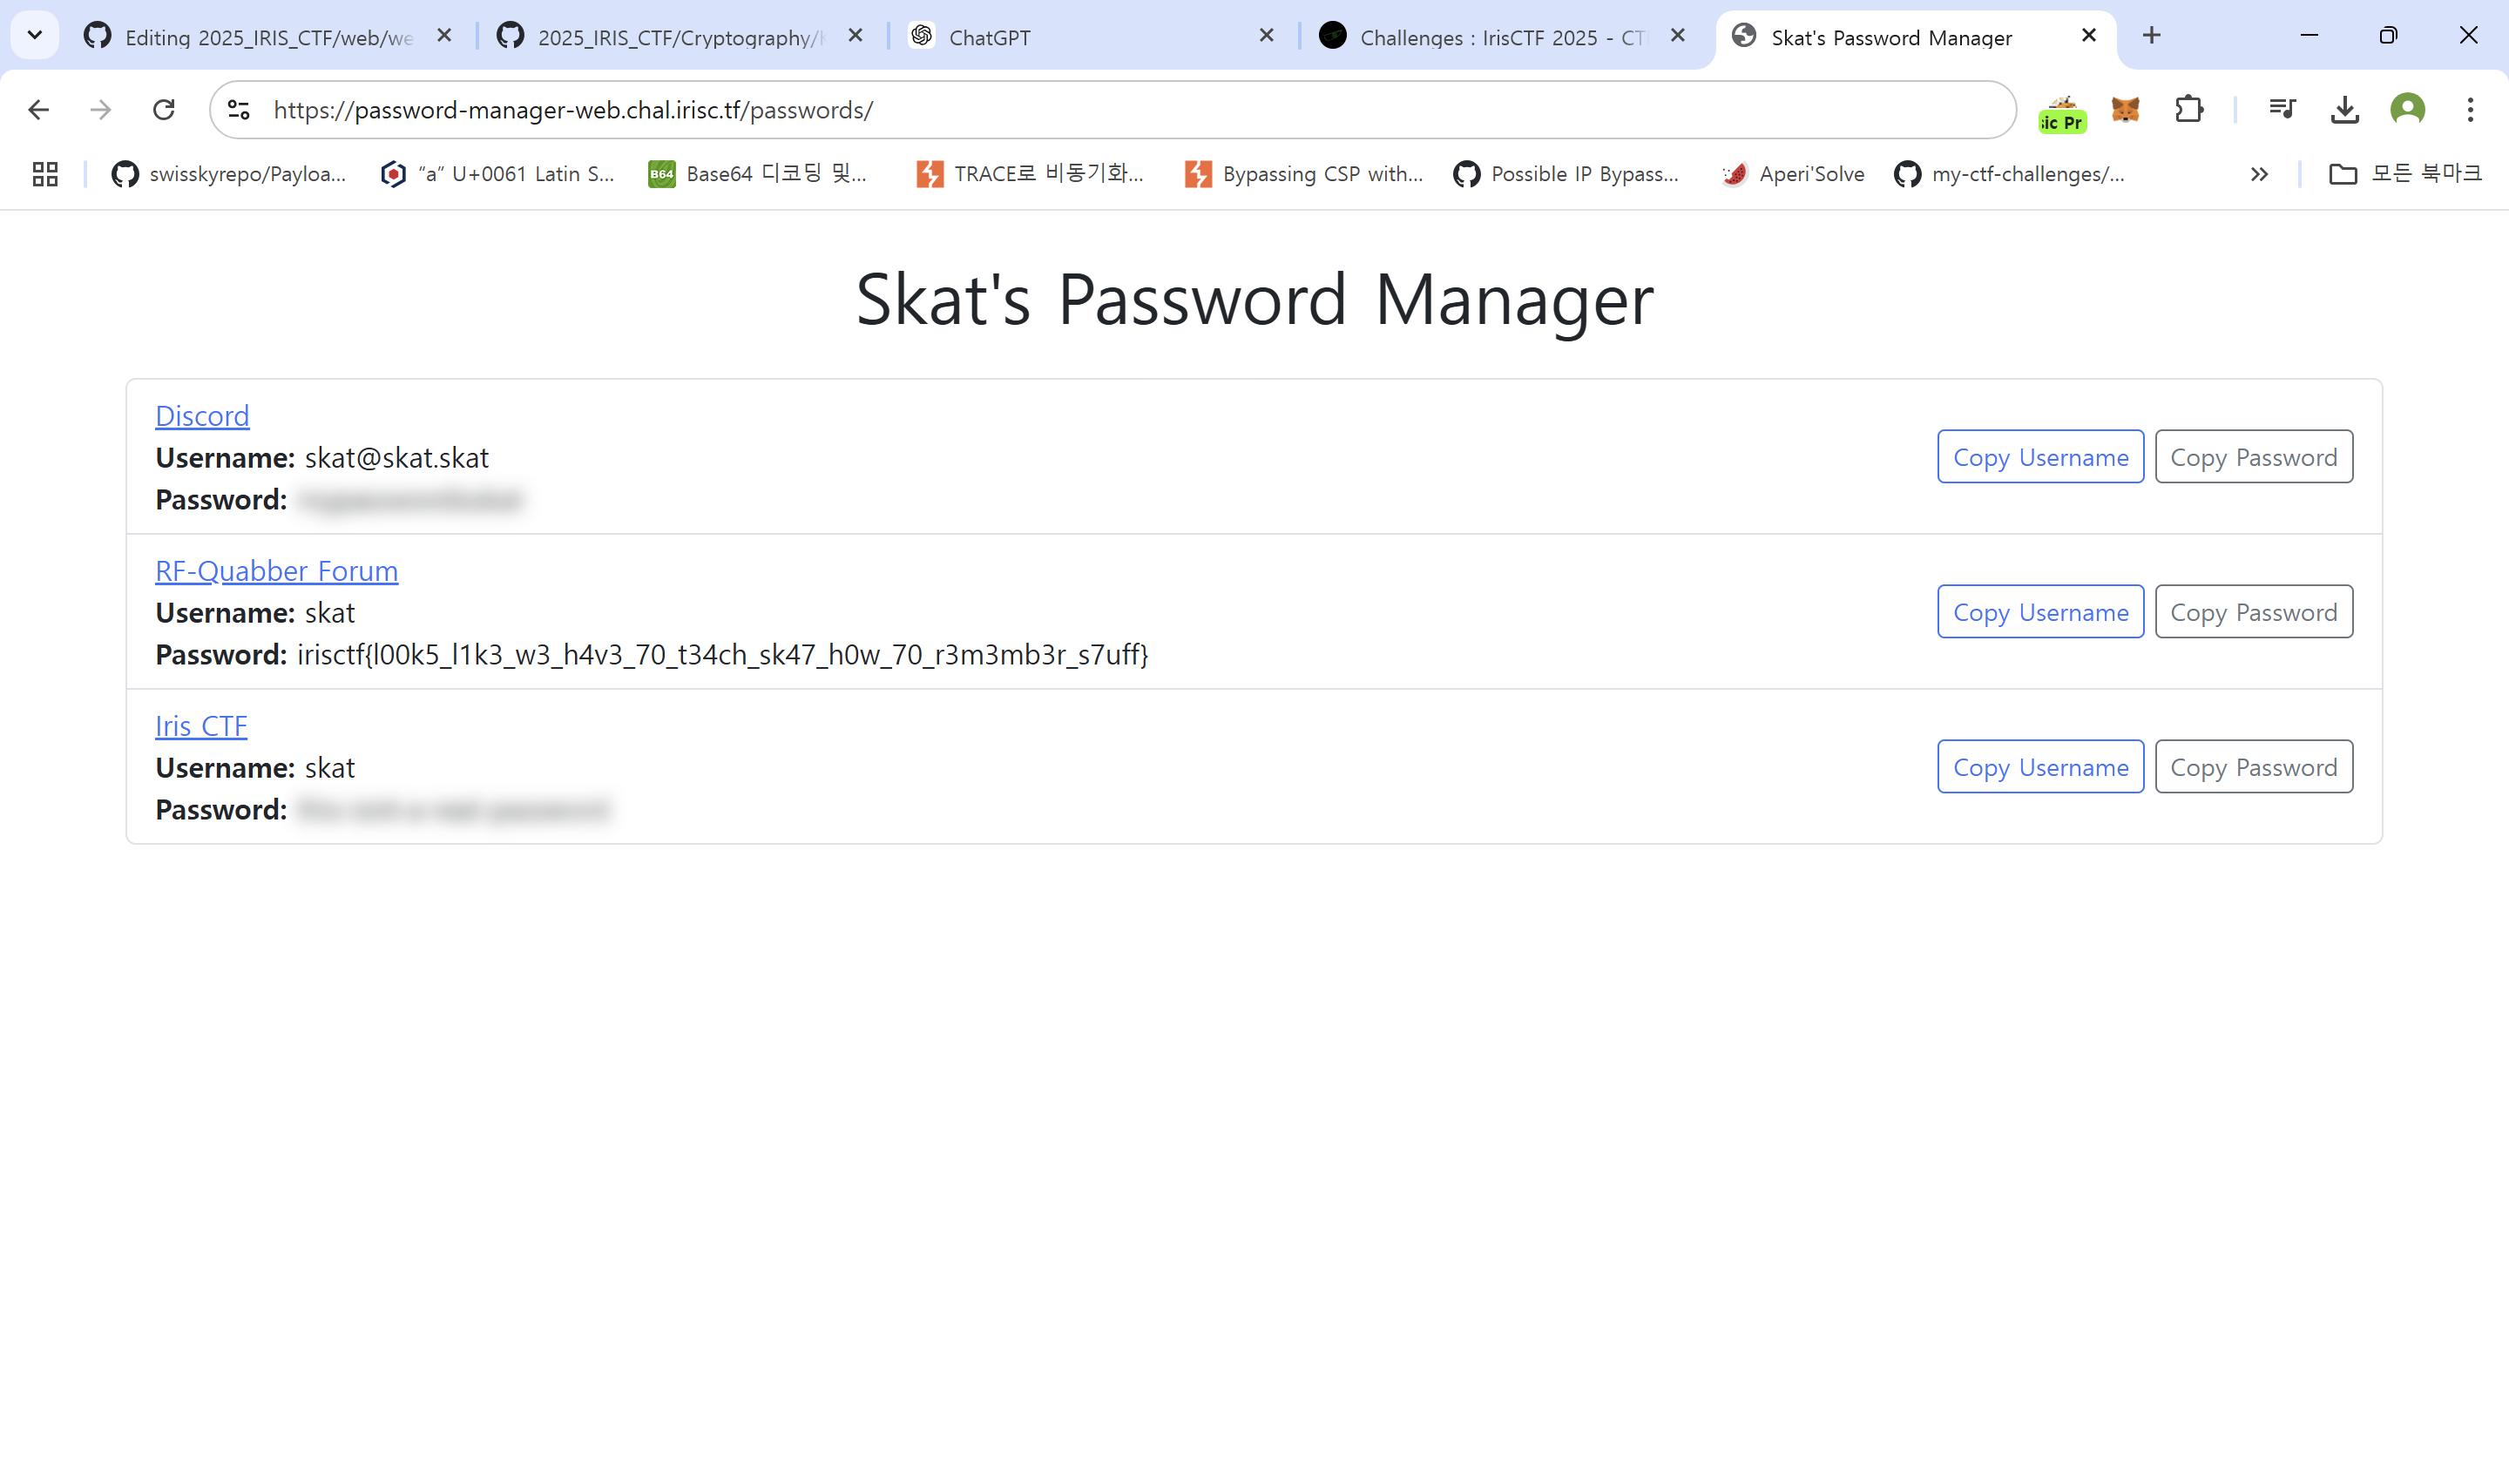 Editing 2025_IRIS_CTF/web/we
2025_IRIS_CTF/Cryptography/
ChatGPT
Challenges : IrisCTF 2025 - CT
Skat's Password Manager
https://password-manager-web.chal.irisc.tf/passwords/
sic Pr
swisskyrepo/Payloa...
"a" U+0061 Latin S...
B64
Base64 디코딩 및...
TRACE로 비동기화...
Bypassing CSP with...
Possible IP Bypass...
Aperi'Solve
my-ctf-challenges/...
모든 북마크
Skat's Password Manager
Discord
Username: skat@skat.skat
Password:
Copy Username
Copy Password
RF-Quabber Forum
Username: skat
Password: irisctf{l00k5_l1k3_w3_h4v3_70_t34ch_sk47_h0w_70_r3m3mb3r_s7uff}
Copy Username
Copy Password
Iris CTF
Username: skat
Password:
Copy Username
Copy Password